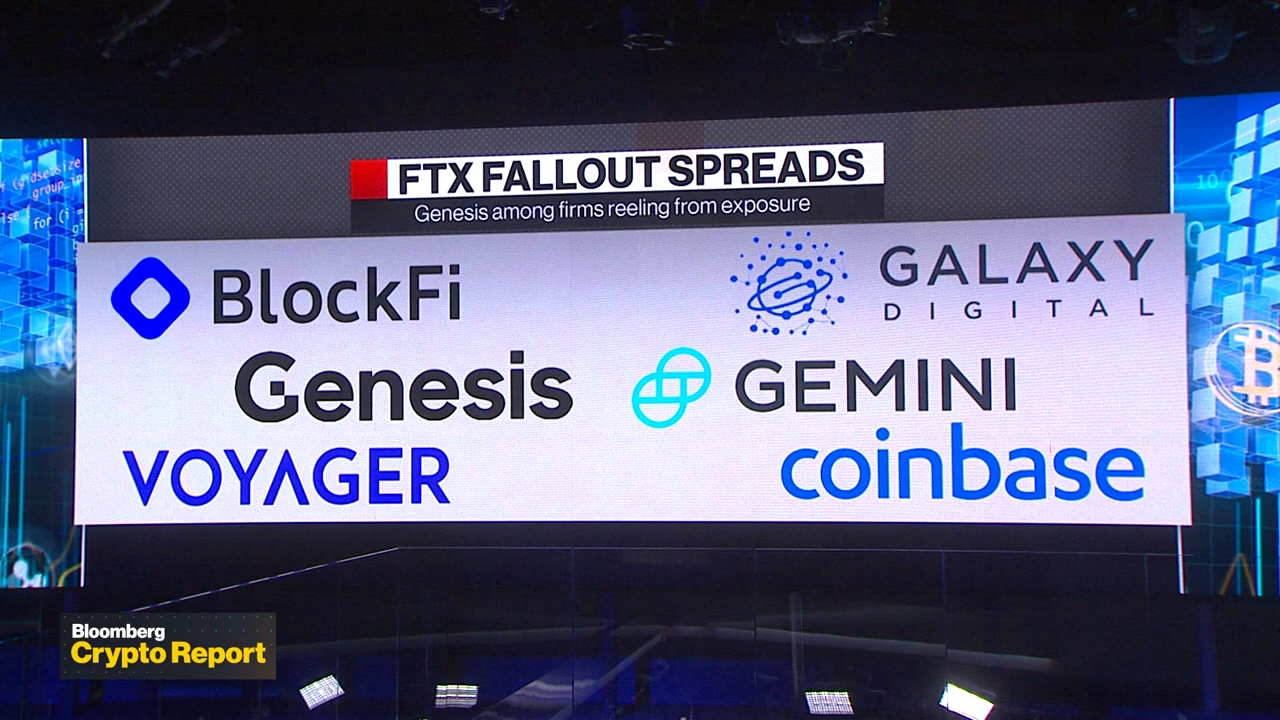 FTX FALLOUT SPREADS
Genesis among firms reeling from exposure
BlockFi
GALAXY
DIGITAL
Genesis
GEMINI
VOYAGER
coinbase
Bloomberg
Crypto Report